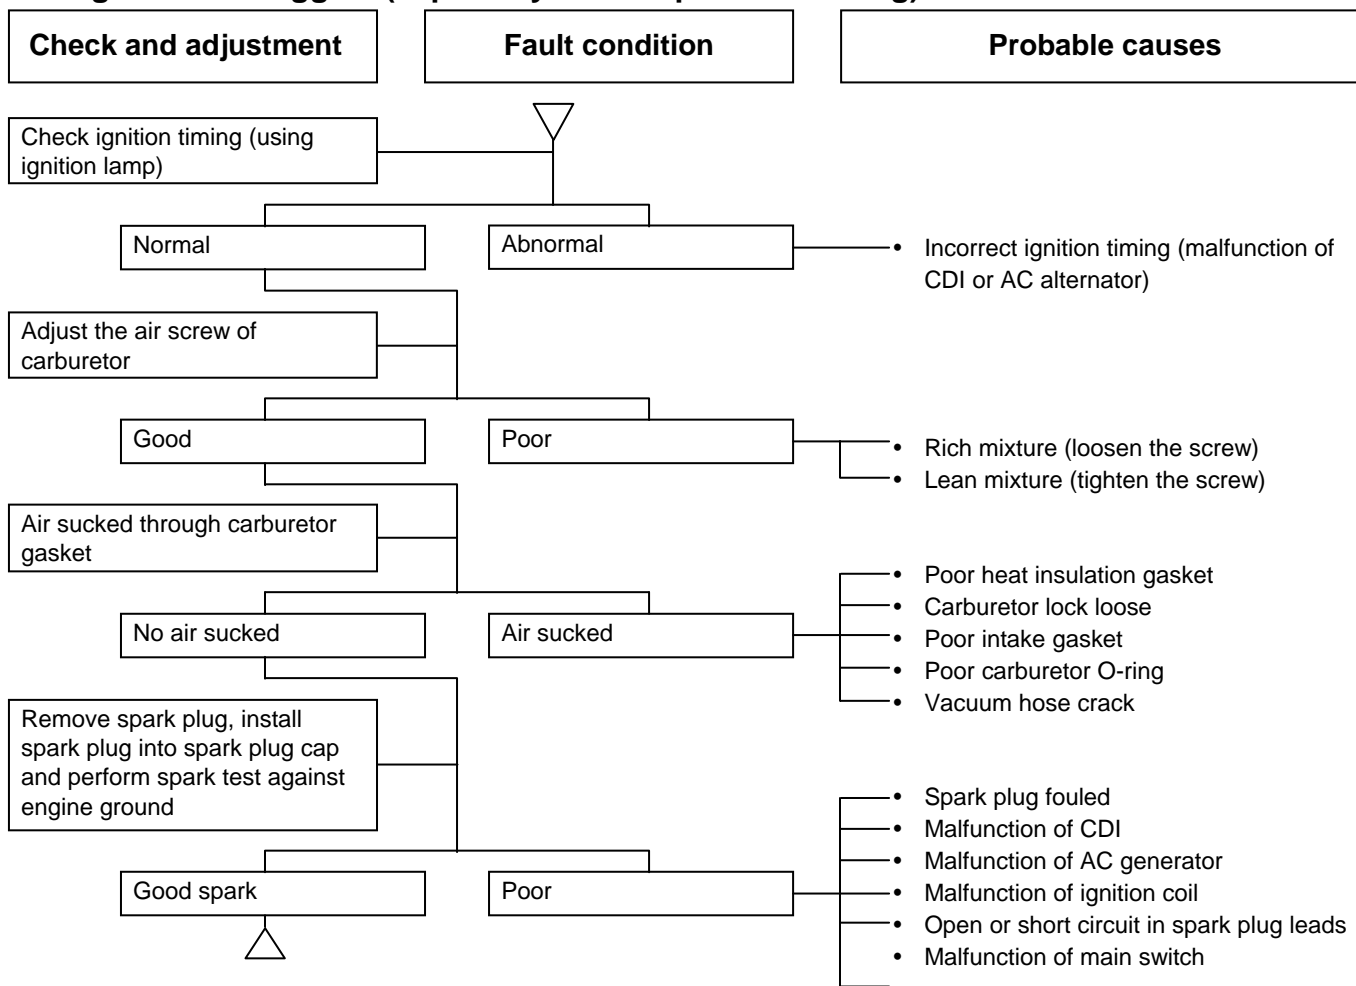 Check and adjustment
Fault condition
Probable causes
Check ignition timing (using
ignition lamp)
Normal
Abnormal
• Incorrect ignition timing (malfunction of
CDI or AC alternator)
Adjust the air screw of
carburetor
Good
Poor
• Rich mixture (loosen the screw)
• Lean mixture (tighten the screw)
Air sucked through carburetor
gasket
No air sucked
Air sucked
• Poor heat insulation gasket
• Carburetor lock loose
• Poor intake gasket
• Poor carburetor O-ring
• Vacuum hose crack
Remove spark plug, install
spark plug into spark plug cap
and perform spark test against
engine ground
Good spark
Poor
• Spark plug fouled
• Malfunction of CDI
• Malfunction of AC generator
• Malfunction of ignition coil
• Open or short circuit in spark plug leads
• Malfunction of main switch